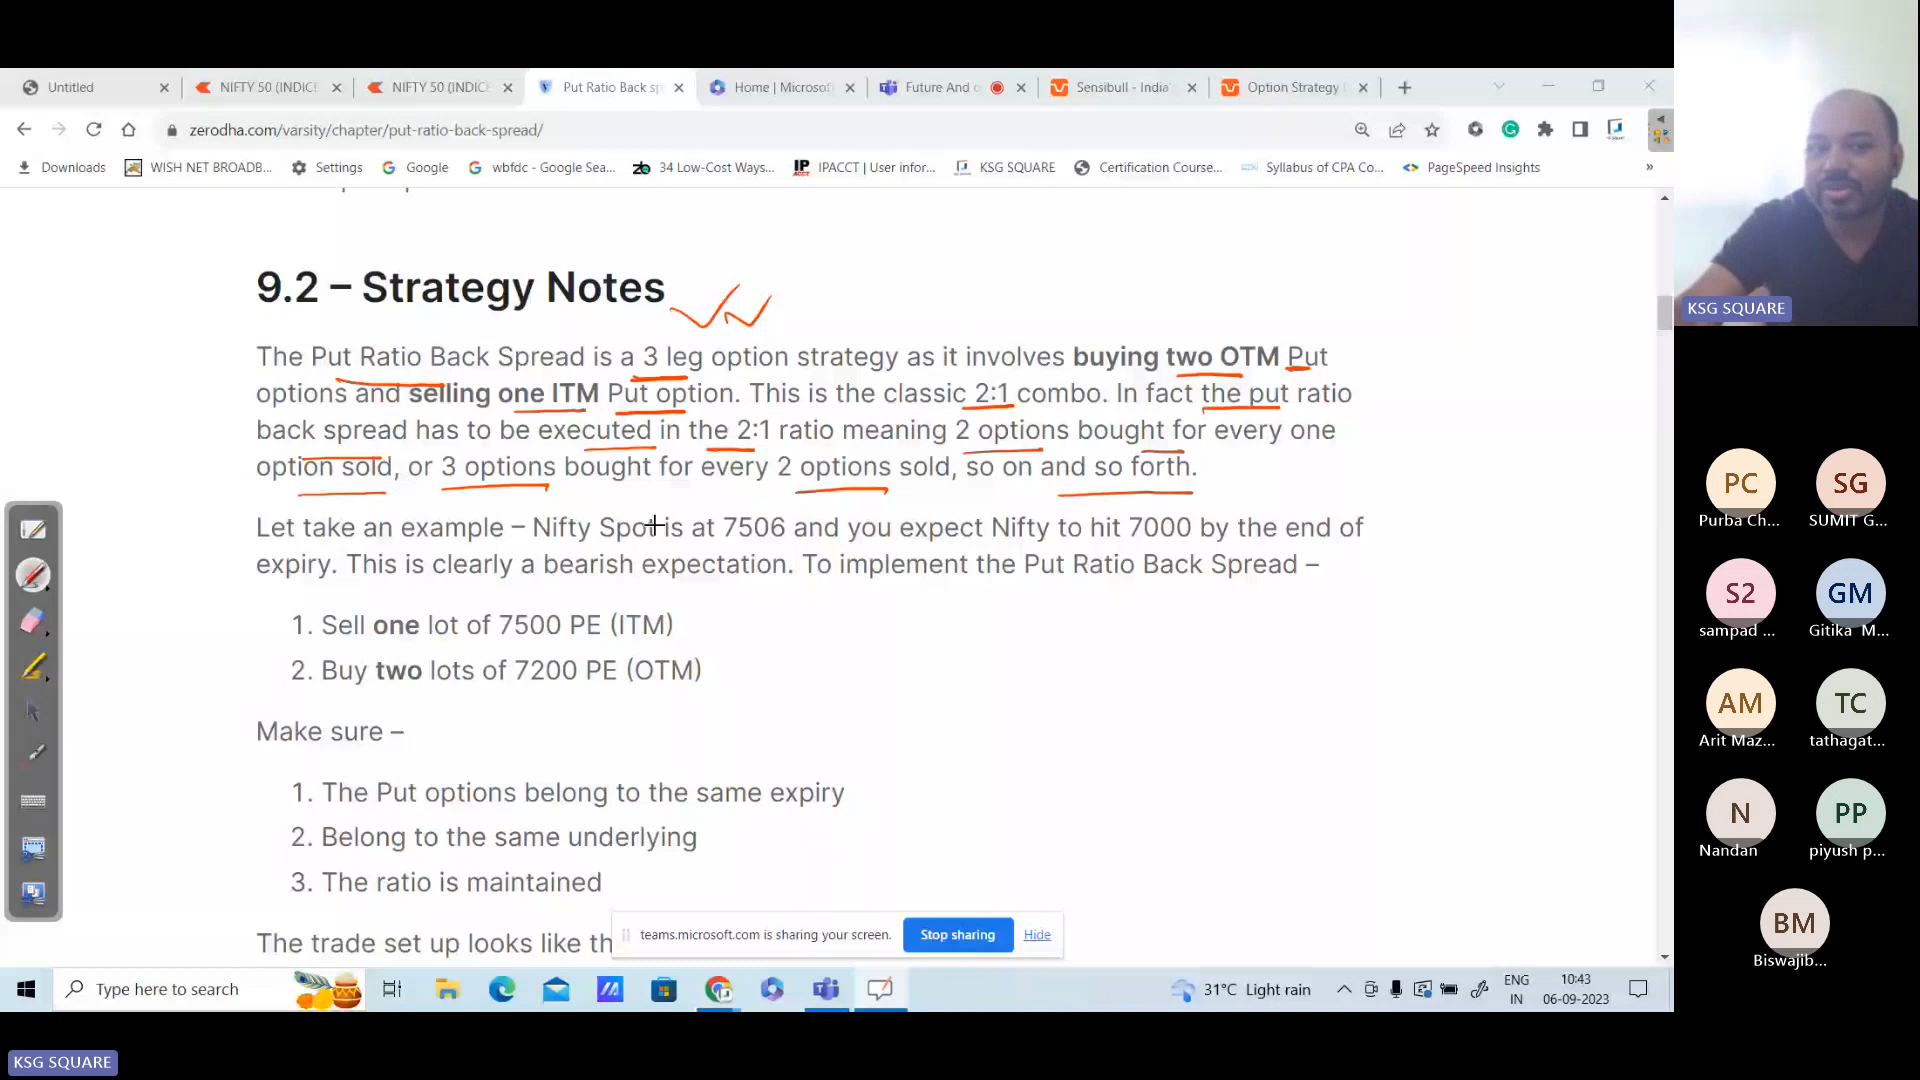 Untitled
NIFTY 50 (INDICE
NIFTY 50 (INDICE
Put Ratio Back sp
Home | Microsof
Future And o
Sensibull - India'
Option Strategy
zerodha.com/varsity/chapter/put-ratio-back-spread/
Downloads
WISH NET BROADB...
Settings
Google
wbfdc - Google Sea...
34 Low-Cost Ways...
IPACCT | User infor...
KSG SQUARE
Certification Course...
Syllabus of CPA Co...
PageSpeed Insights
»
9.2 – Strategy Notes
The Put Ratio Back Spread is a 3 leg option strategy as it involves buying two OTM Put
options and selling one ITM Put option. This is the classic 2:1 combo. In fact the put ratio
back spread has to be executed in the 2:1 ratio meaning 2 options bought for every one
option sold, or 3 options bought for every 2 options sold, so on and so forth.
Let take an example – Nifty Spot is at 7506 and you expect Nifty to hit 7000 by the end of
expiry. This is clearly a bearish expectation. To implement the Put Ratio Back Spread –
1. Sell one lot of 7500 PE (ITM)
2. Buy two lots of 7200 PE (OTM)
Make sure –
1. The Put options belong to the same expiry
2. Belong to the same underlying
3. The ratio is maintained
The trade set up looks like th
teams.microsoft.com is sharing your screen.
Stop sharing
Hide
Type here to search
31°C Light rain
ENG
IN
10:43
06-09-2023
KSG SQUARE
PC
Purba Ch...
SG
SUMIT G...
S2
sampad ...
GM
Gitika M...
AM
Arit Maz...
TC
tathagat...
N
Nandan
PP
piyush p...
BM
Biswajib...
KSG SQUARE